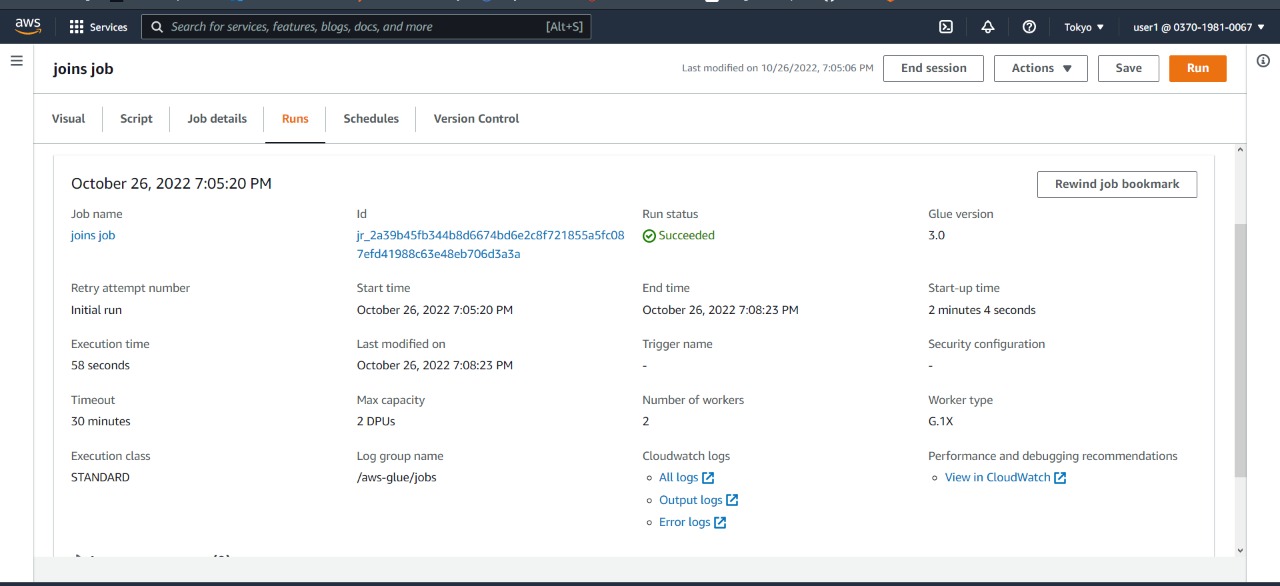 aws
Services
Search for services, features, blogs, docs, and more
[Alt+S]
Tokyo
user1 @ 0370-1981-0067
joins job
Last modified on 10/26/2022, 7:05:06 PM
End session
Actions
Save
Run
Visual
Script
Job details
Runs
Schedules
Version Control
October 26, 2022 7:05:20 PM
Rewind job bookmark
Job name
Id
Run status
Glue version
joins job
jr_2a39b45fb344b8d6674bd6e2c8f721855a5fc08
7efd41988c63e48eb706d3a3a
Succeeded
3.0
Retry attempt number
Start time
End time
Start-up time
Initial run
October 26, 2022 7:05:20 PM
October 26, 2022 7:08:23 PM
2 minutes 4 seconds
Execution time
Last modified on
Trigger name
Security configuration
58 seconds
October 26, 2022 7:08:23 PM
-
-
Timeout
Max capacity
Number of workers
Worker type
30 minutes
2 DPUs
2
G.1X
Execution class
Log group name
Cloudwatch logs
Performance and debugging recommendations
STANDARD
/aws-glue/jobs
All logs
View in CloudWatch
Output logs
Error logs